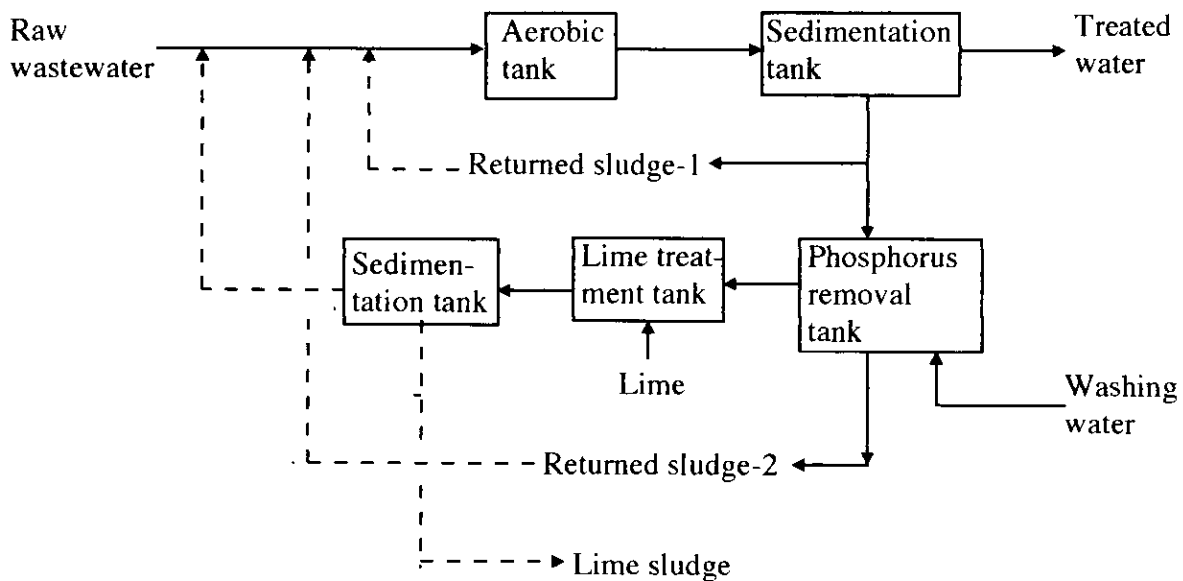 Raw
wastewater
Aerobic
tank
Sedimentation
tank
Treated
water
Returned sludge-1
Sedimen-
tation tank
Lime treat-
ment tank
Phosphorus
removal
tank
Lime
Washing
water
Returned sludge-2
Lime sludge